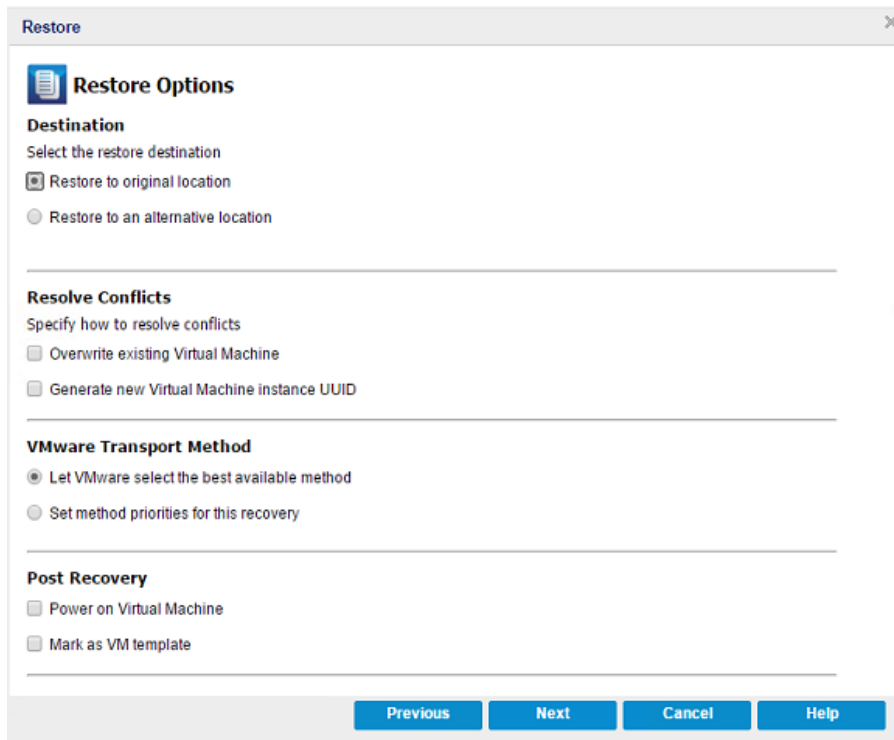 Restore
Restore Options
Destination
Select the restore destination
Restore to original location
Restore to an alternative location
Resolve Conflicts
Specify how to resolve conflicts
Overwrite existing Virtual Machine
Generate new Virtual Machine instance UUID
VMware Transport Method
Let VMware select the best available method
Set method priorities for this recovery
Post Recovery
Power on Virtual Machine
Mark as VM template
Previous Next Cancel Help